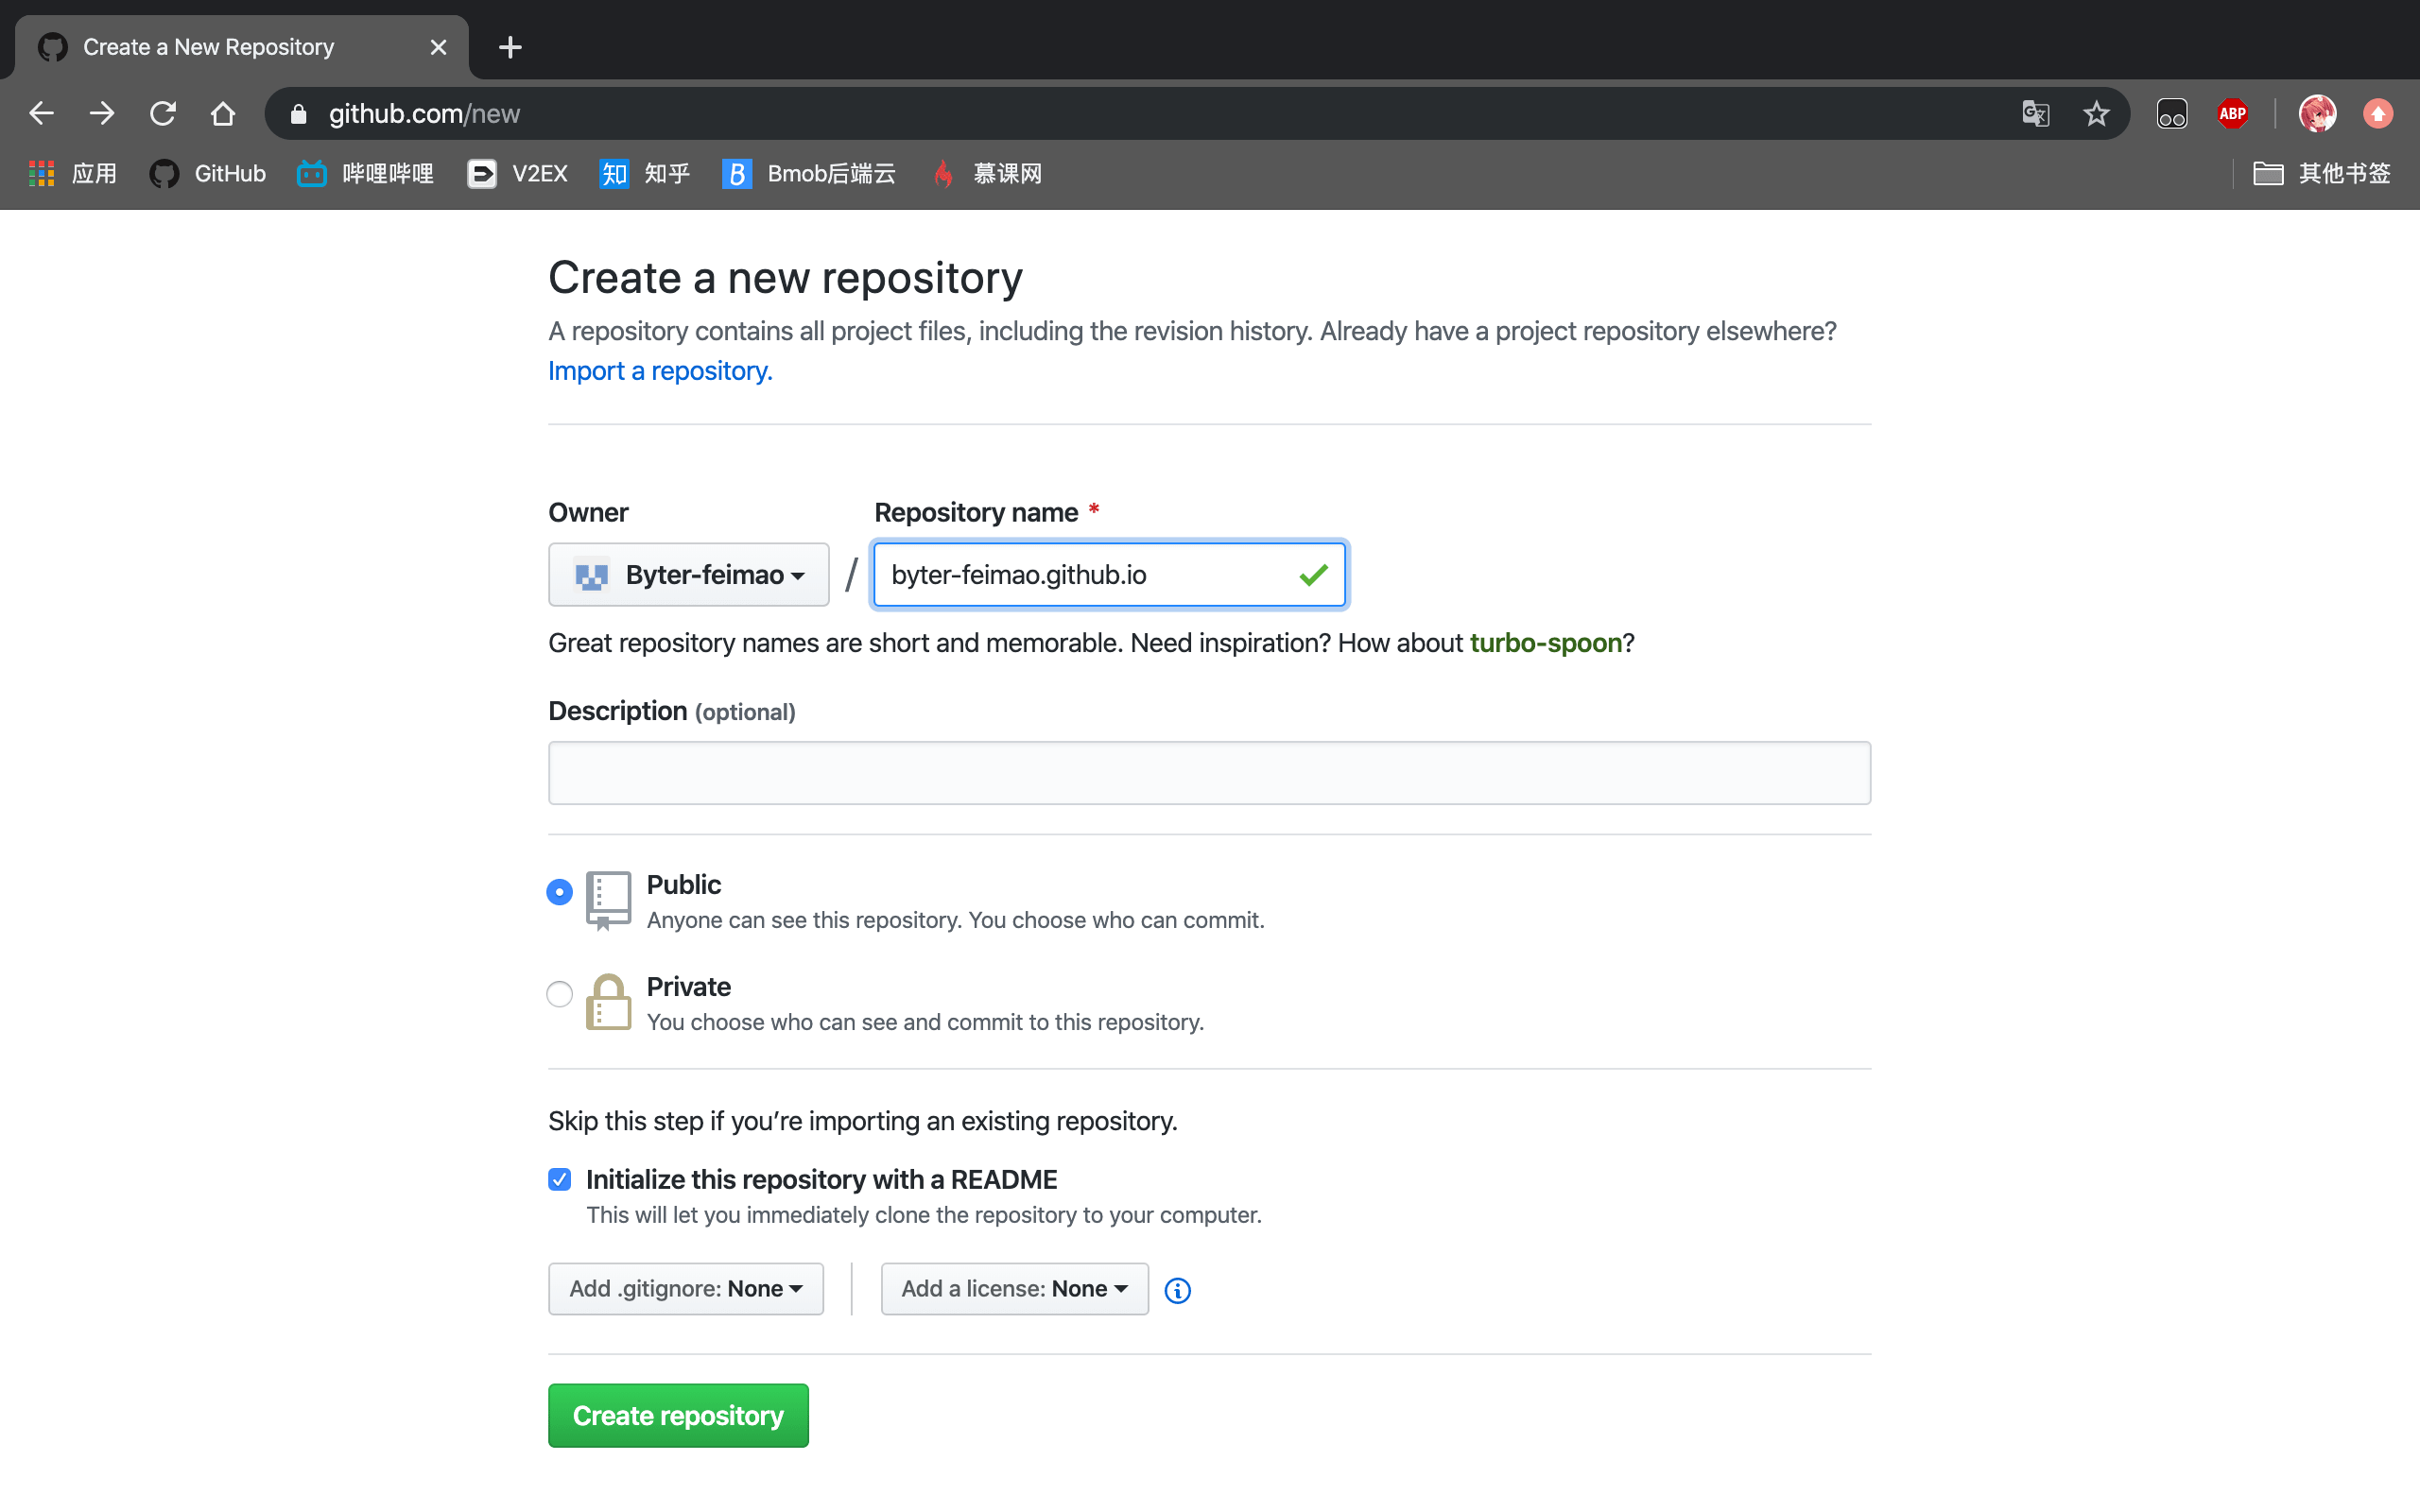 Create a New Repository
github.com/new
ABP
应用 GitHub 哔哩哔哩 V2EX 知 知乎 B Bmob后端云 慕课网 其他书签
Create a new repository
A repository contains all project files, including the revision history. Already have a project repository elsewhere?
Import a repository.
Owner Repository name *
Byter-feimao / byter-feimao.github.io
Great repository names are short and memorable. Need inspiration? How about turbo-spoon?
Description (optional)
Public
Anyone can see this repository. You choose who can commit.
Private
You choose who can see and commit to this repository.
Skip this step if you’re importing an existing repository.
Initialize this repository with a README
This will let you immediately clone the repository to your computer.
Add .gitignore: None Add a license: None
Create repository